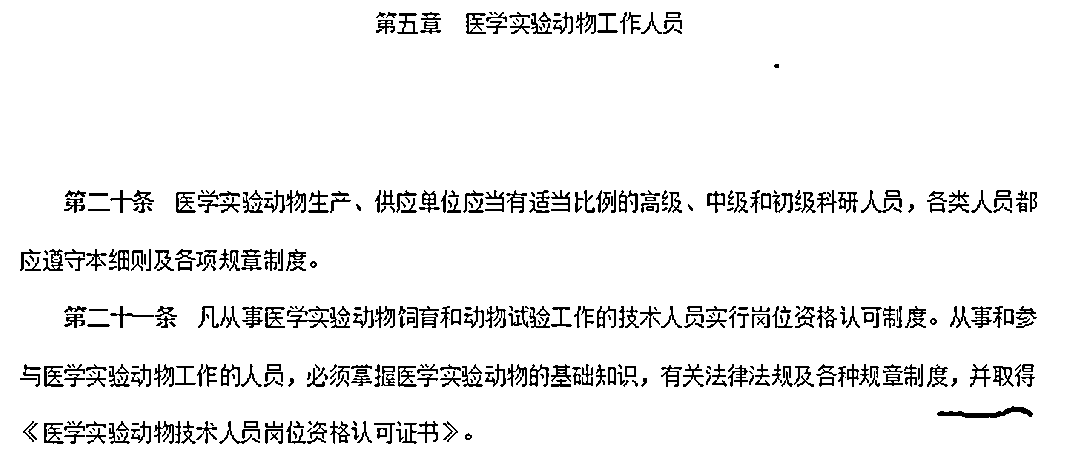 第五章　医学实验动物工作人员
第二十条　医学实验动物生产、供应单位应当有适当比例的高级、中级和初级科研人员，各类人员都
应遵守本细则及各项规章制度。
第二十一条　凡从事医学实验动物饲育和动物试验工作的技术人员实行岗位资格认可制度。从事和参
与医学实验动物工作的人员，必须掌握医学实验动物的基础知识，有关法律法规及各种规章制度，并取得
《医学实验动物技术人员岗位资格认可证书》。